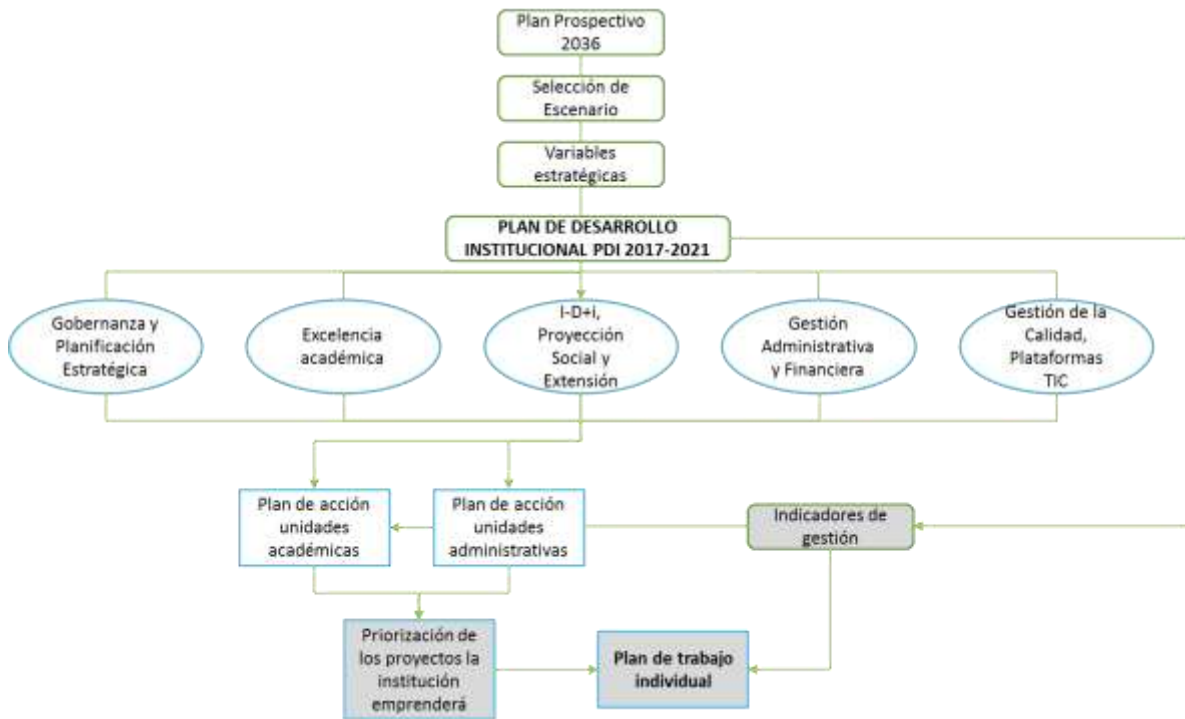 Plan Prospectivo
2036
Selección de
Escenario
Variables
estratégicas
PLAN DE DESARROLLO
INSTITUCIONAL PDI 2017-2021
Gobernanza y
Planificación
Estratégica
Excelencia
académica
I-D+i,
Proyección
Social y
Extensión
Gestión
Administrativa
y Financiera
Gestión de la
Calidad,
Plataformas
TIC
Plan de acción
unidades
académicas
Plan de acción
unidades
administrativas
Indicadores de
gestión
Priorización de
los proyectos la
institución
emprenderá
Plan de trabajo
individual